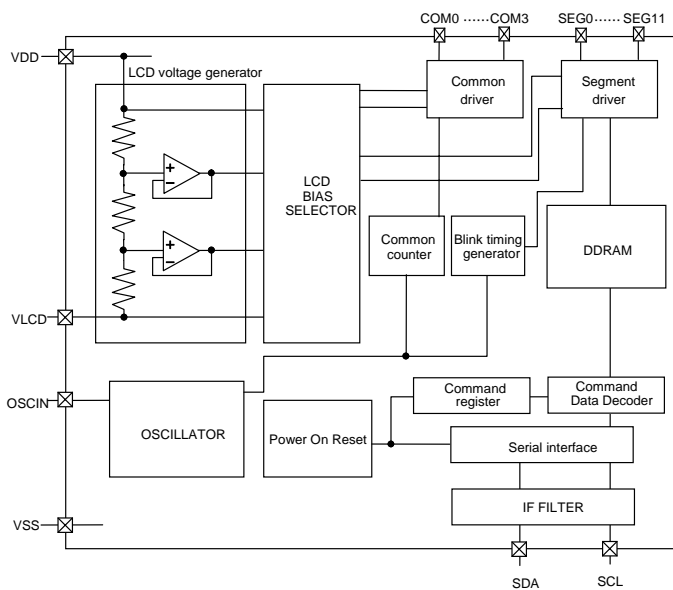 COM0 ······ COM3
SEG0 ······ SEG11
VDD
LCD voltage generator
Common
driver
Segment
driver
+
−
LCD
BIAS
SELECTOR
+
−
Common
counter
Blink timing
generator
DDRAM
VLCD
OSCIN
OSCILLATOR
Power On Reset
Command
register
Command
Data Decoder
Serial interface
IF FILTER
VSS
SDA
SCL